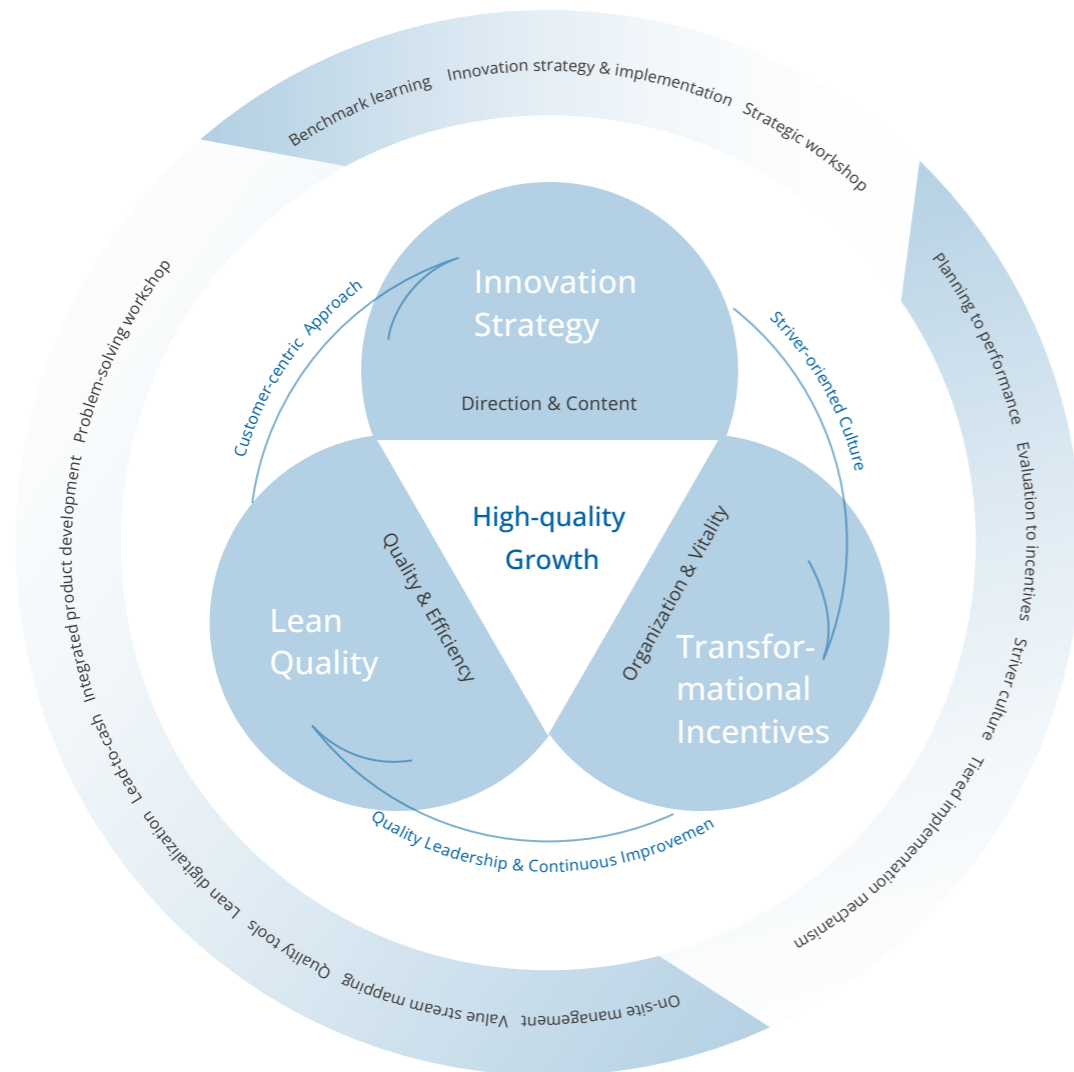 Benchmark learning
Innovation strategy & implementation
Strategic workshop
Planning to performance
Evaluation to incentives
Striver culture
Tiered implementation mechanism
On-site management
Value stream mapping
Quality tools
Lean digitalization
Lead-to-cash
Integrated product development
Problem-solving workshop
Customer-centric Approach
Striver-oriented Culture
Quality Leadership & Continuous Improvemen
Innovation
Strategy
Direction & Content
High-quality
Growth
Lean
Quality
Quality & Efficiency
Organization & Vitality
Transfor-
mational
Incentives